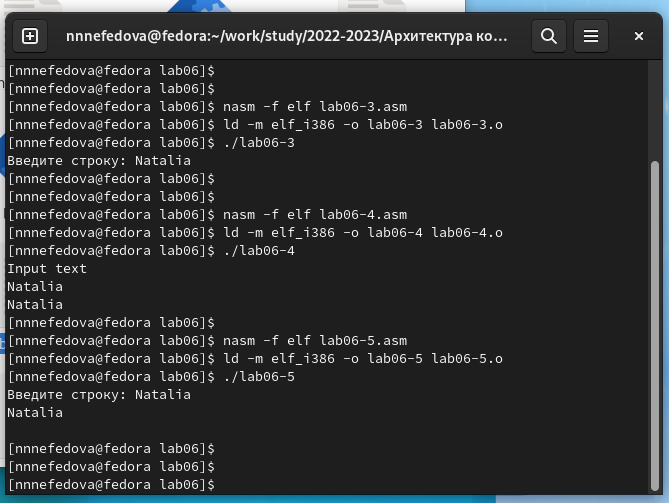 nnnefedova@fedora:~/work/study/2022-2023/Архитектура ко...
[nnnefedova@fedora lab06]$
[nnnefedova@fedora lab06]$
[nnnefedova@fedora lab06]$ nasm -f elf lab06-3.asm
[nnnefedova@fedora lab06]$ ld -m elf_i386 -o lab06-3 lab06-3.o
[nnnefedova@fedora lab06]$ ./lab06-3
Введите строку: Natalia
[nnnefedova@fedora lab06]$
[nnnefedova@fedora lab06]$
[nnnefedova@fedora lab06]$ nasm -f elf lab06-4.asm
[nnnefedova@fedora lab06]$ ld -m elf_i386 -o lab06-4 lab06-4.o
[nnnefedova@fedora lab06]$ ./lab06-4
Input text
Natalia
Natalia
[nnnefedova@fedora lab06]$
[nnnefedova@fedora lab06]$ nasm -f elf lab06-5.asm
[nnnefedova@fedora lab06]$ ld -m elf_i386 -o lab06-5 lab06-5.o
[nnnefedova@fedora lab06]$ ./lab06-5
Введите строку: Natalia
Natalia
[nnnefedova@fedora lab06]$
[nnnefedova@fedora lab06]$
[nnnefedova@fedora lab06]$